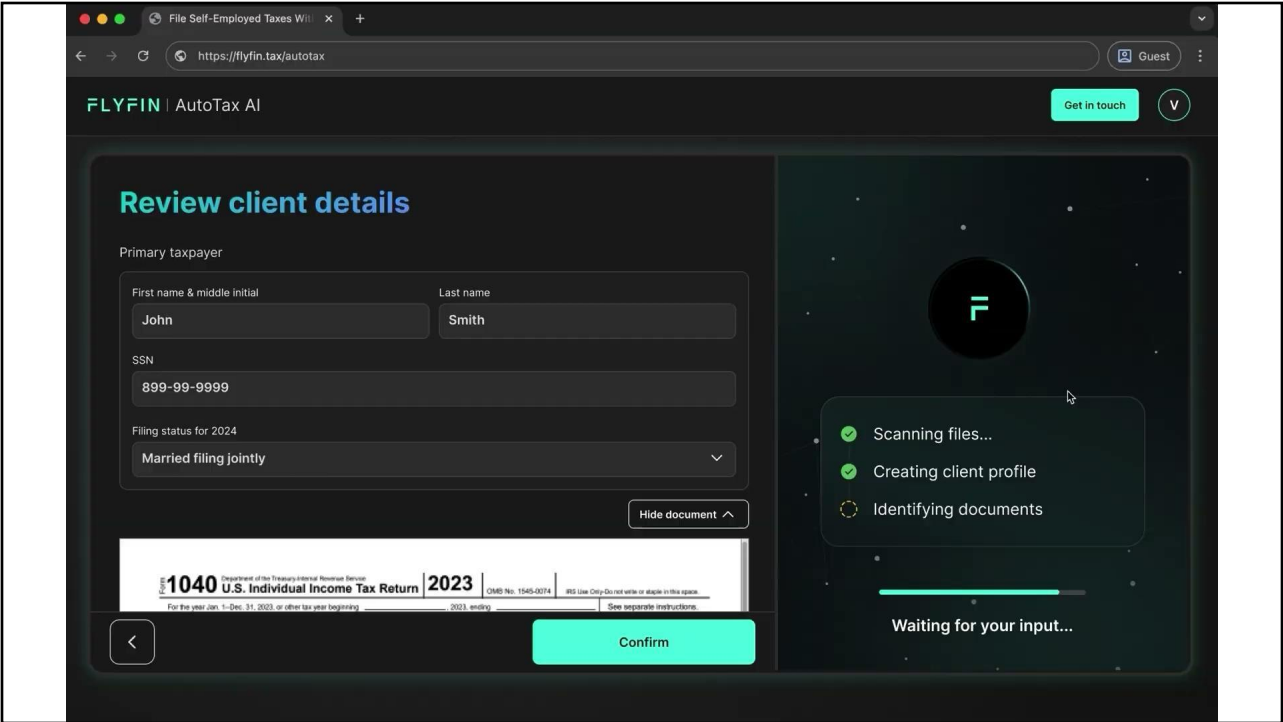 File Self-Employed Taxes Wit
https://flyfin.tax/autotax
Guest
FLYFIN | AutoTax AI
Get in touch
V
Review client details
Primary taxpayer
First name & middle initial
Last name
John
Smith
SSN
899-99-9999
Filing status for 2024
Married filing jointly
Hide document
Form 1040 Department of the Treasury-Internal Revenue Service
U.S. Individual Income Tax Return 2023 OMB No. 1545-0074 IRS Use Only-Do not write or staple in this space.
For the year Jan. 1-Dec. 31, 2023, or other tax year beginning , 2023, ending See separate instructions.
Confirm
F
Scanning files...
Creating client profile
Identifying documents
Waiting for your input...